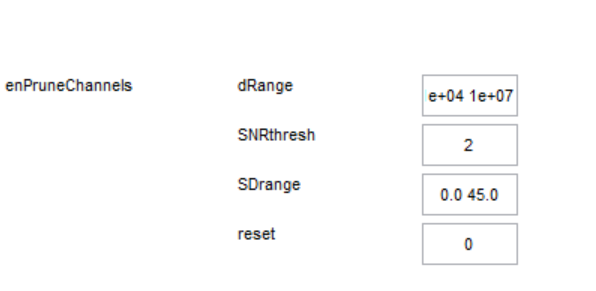 enPruneChannels dRange e+04 1e+07
SNRthresh 2
SDrange 0.0 45.0
reset 0